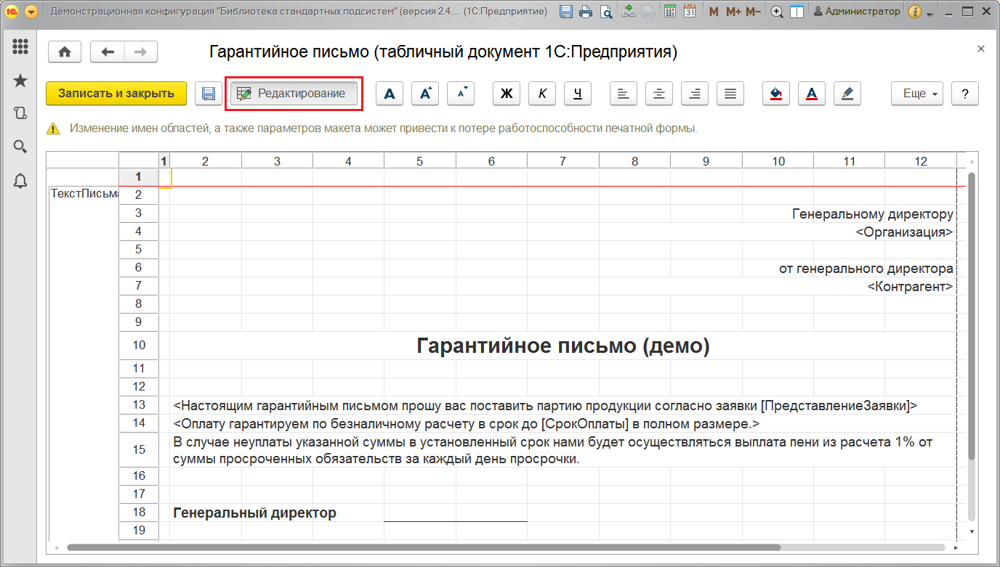 Демонстрационная конфигурация "Библиотека стандартных подсистем" (версия 2.4.... (1С:Предприятие)
31
M M+ M−
Администратор
Гарантийное письмо (табличный документ 1С:Предприятия)
Записать и закрыть
Редактирование
А А А
Ж К Ч
А
Еще
?
Изменение имен областей, а также параметров макета может привести к потере работоспособности печатной формы.
1 2 3 4 5 6 7 8 9 10 11 12
1
ТекстПисьма
2
3 Генеральному директору
4 <Организация>
5
6 от генерального директора
7 <Контрагент>
8
9
10 Гарантийное письмо (демо)
11
12
13 <Настоящим гарантийным письмом прошу вас поставить партию продукции согласно заявки [ПредставлениеЗаявки]>
14 <Оплату гарантируем по безналичному расчету в срок до [СрокОплаты] в полном размере.>
15 В случае неуплаты указанной суммы в установленный срок нами будет осуществляться выплата пени из расчета 1% от
суммы просроченных обязательств за каждый день просрочки.
16
17
18 Генеральный директор
19